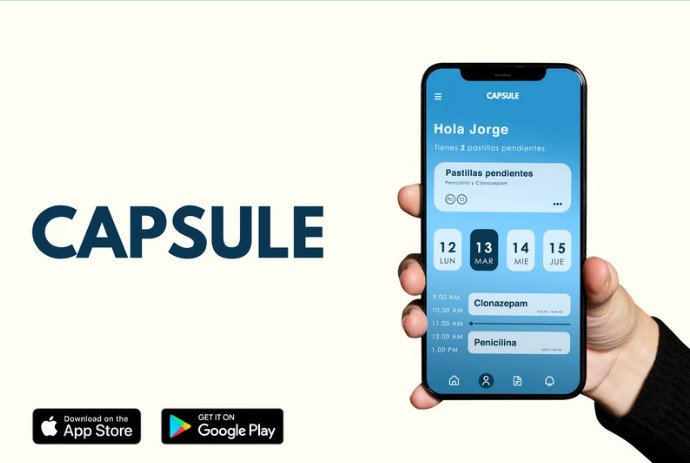 CAPSULE
Hola Jorge
Tienes 2 pastillas pendientes
Pastillas pendientes
Penicilina y Clonazepam
12
LUN
13
MAR
14
MIE
15
JUE
9:00 AM
10:00 AM
11:00 AM
12:00 AM
1:00 PM
Clonazepam
Penicilina
CAPSULE
Download on the
App Store
GET IT ON
Google Play